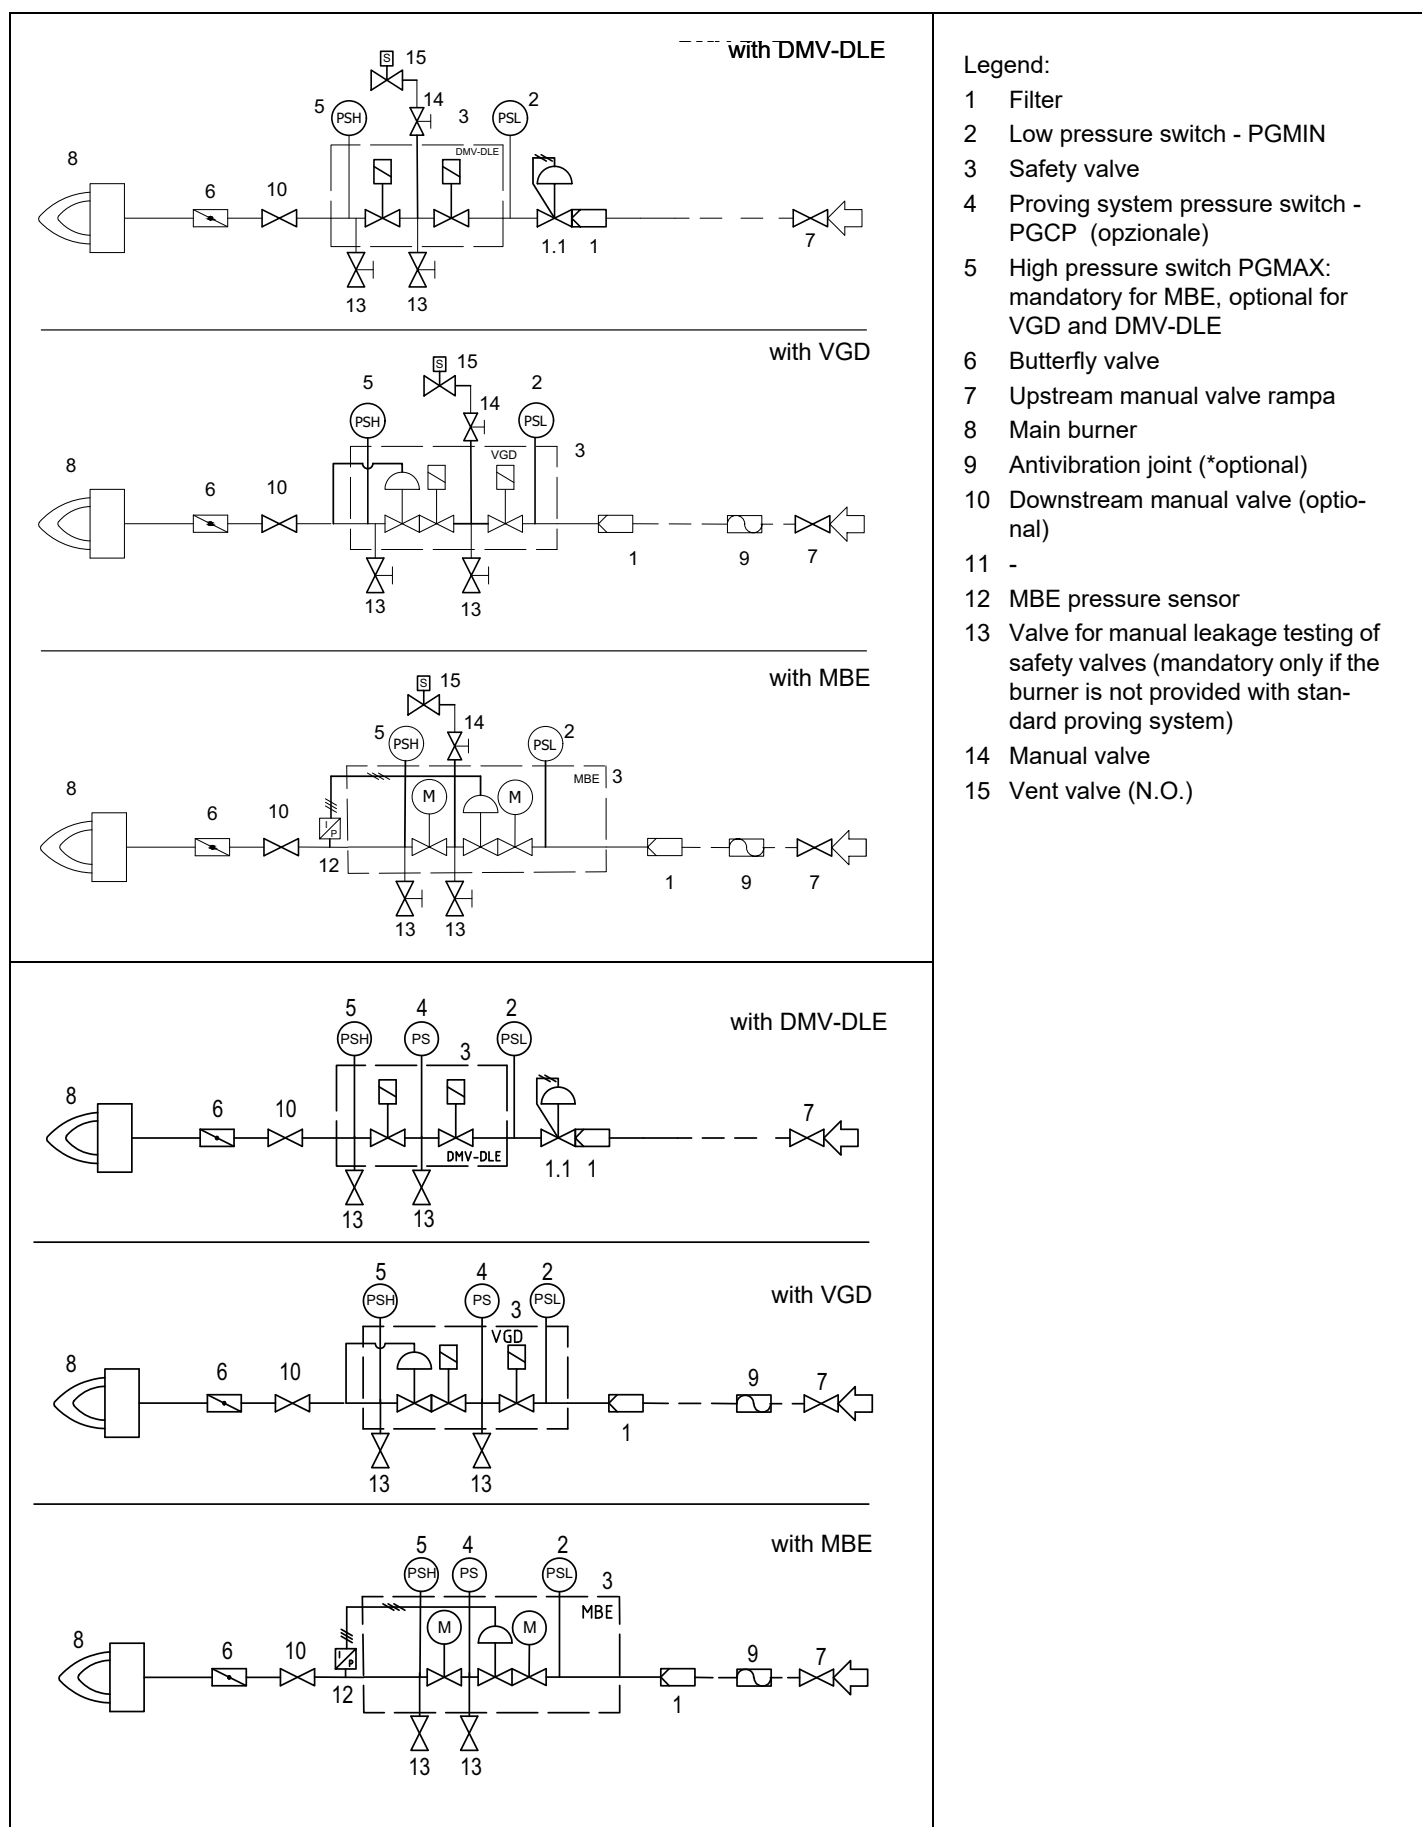 with DMV-DLE
S 15
14
5 PSH
3
PSL 2
DMV-DLE
8
6
10
1.1 1
7
13
13
with VGD
S 15
5
2
14
PSH
PSL
3
VGD
8
6
10
1
9
7
13
13
with MBE
S 15
14
5 PSH
PSL 2
MBE 3
8
6
10
M
M
I P
12
1
9
7
13
13
with DMV-DLE
5
4
2
PSH
PS
PSL
3
8
6
10
7
DMV-DLE
1.1 1
13
13
with VGD
5
4
2
PSH
PS
PSL
3
VGD
8
6
10
9
7
1
13
13
with MBE
5
4
2
PSH
PS
PSL
3
MBE
M
M
8
6
10
I P
9
7
12
1
13
13
Legend:
1 Filter
2 Low pressure switch - PGMIN
3 Safety valve
4 Proving system pressure switch -
PGCP (opzionale)
5 High pressure switch PGMAX:
mandatory for MBE, optional for
VGD and DMV-DLE
6 Butterfly valve
7 Upstream manual valve rampa
8 Main burner
9 Antivibration joint (*optional)
10 Downstream manual valve (optio-
nal)
11 -
12 MBE pressure sensor
13 Valve for manual leakage testing of
safety valves (mandatory only if the
burner is not provided with stan-
dard proving system)
14 Manual valve
15 Vent valve (N.O.)